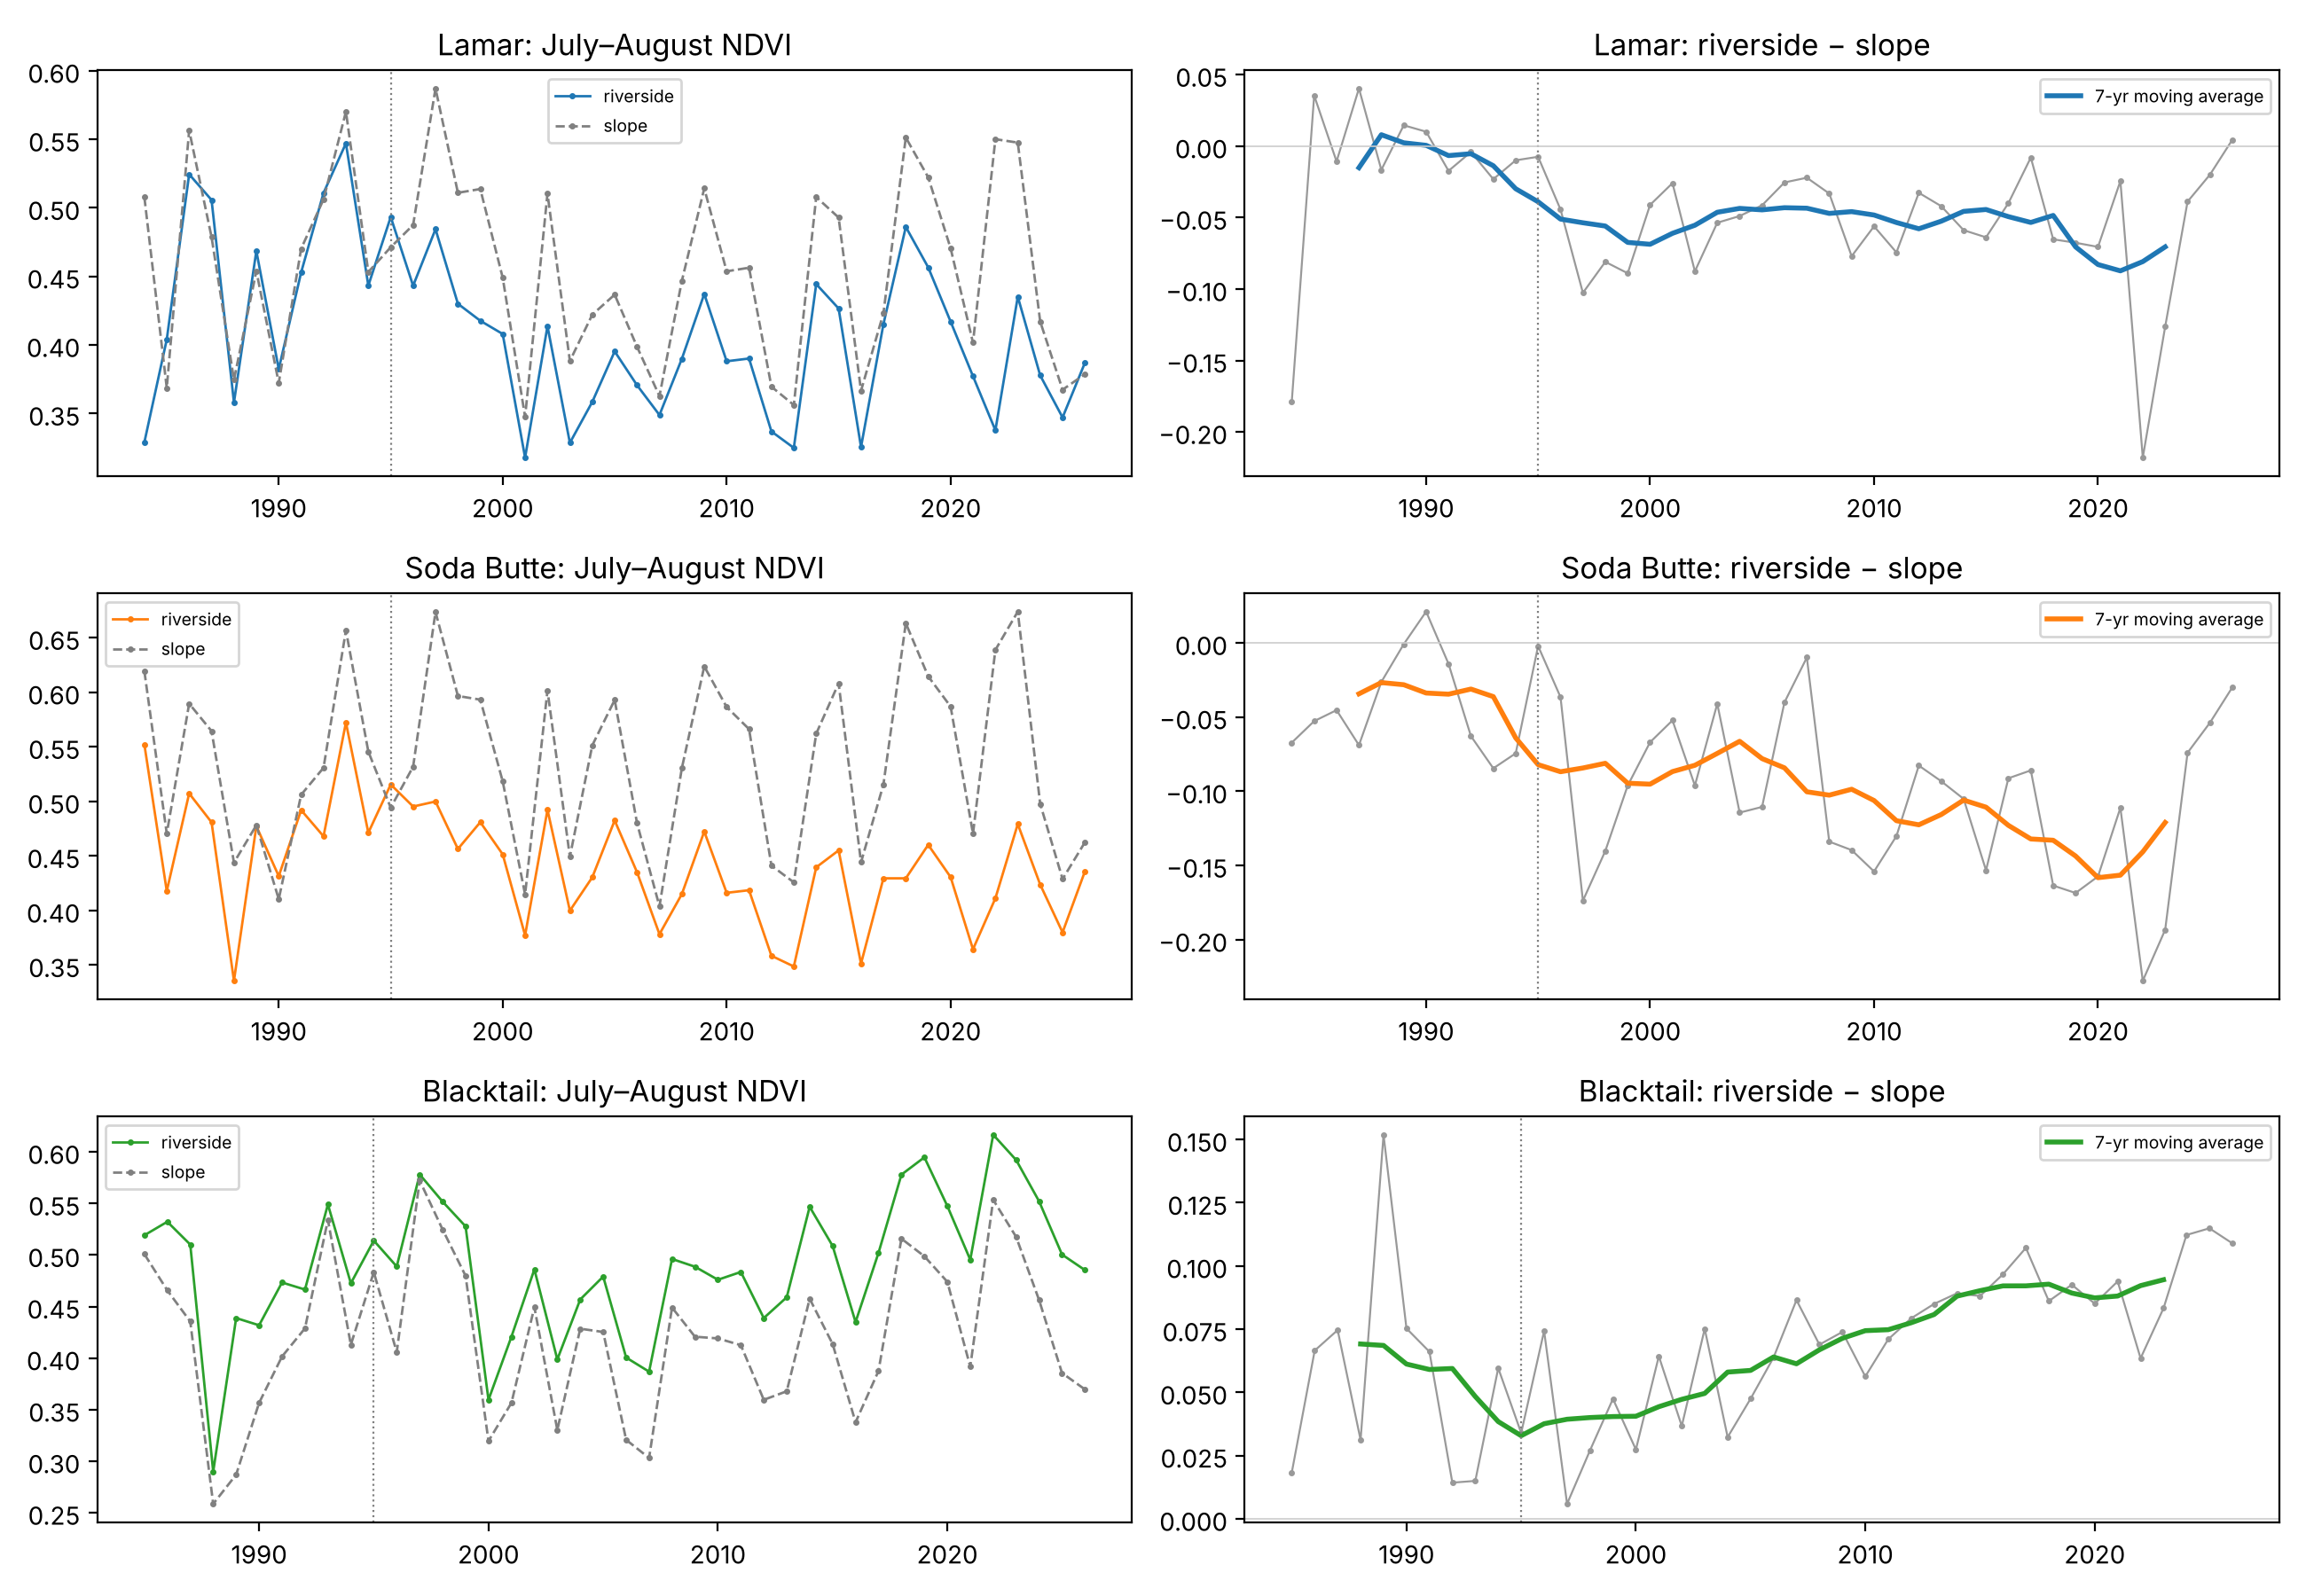 Lamar: July–August NDVI
riverside
slope
0.60
0.55
0.50
0.45
0.40
0.35
1990 2000 2010 2020
Lamar: riverside − slope
7-yr moving average
0.05
0.00
−0.05
−0.10
−0.15
−0.20
1990 2000 2010 2020
Soda Butte: July–August NDVI
riverside
slope
0.65
0.60
0.55
0.50
0.45
0.40
0.35
1990 2000 2010 2020
Soda Butte: riverside − slope
7-yr moving average
0.00
−0.05
−0.10
−0.15
−0.20
1990 2000 2010 2020
Blacktail: July–August NDVI
riverside
slope
0.60
0.55
0.50
0.45
0.40
0.35
0.30
0.25
1990 2000 2010 2020
Blacktail: riverside − slope
7-yr moving average
0.150
0.125
0.100
0.075
0.050
0.025
0.000
1990 2000 2010 2020